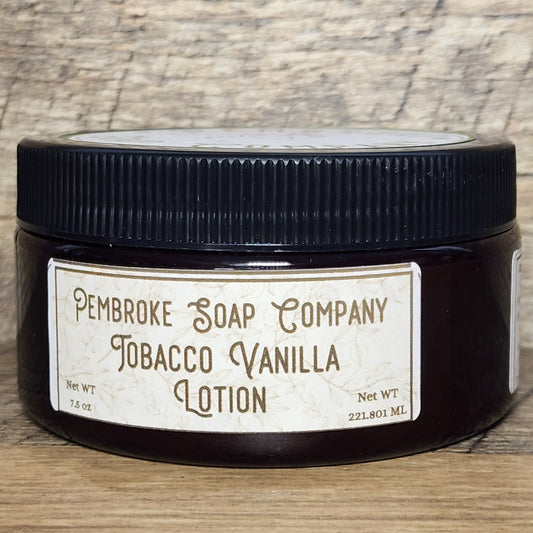 Pembroke Soap Company
Tobacco Vanilla
Lotion
Net WT
7.5 oz
Net WT
221.801 ML